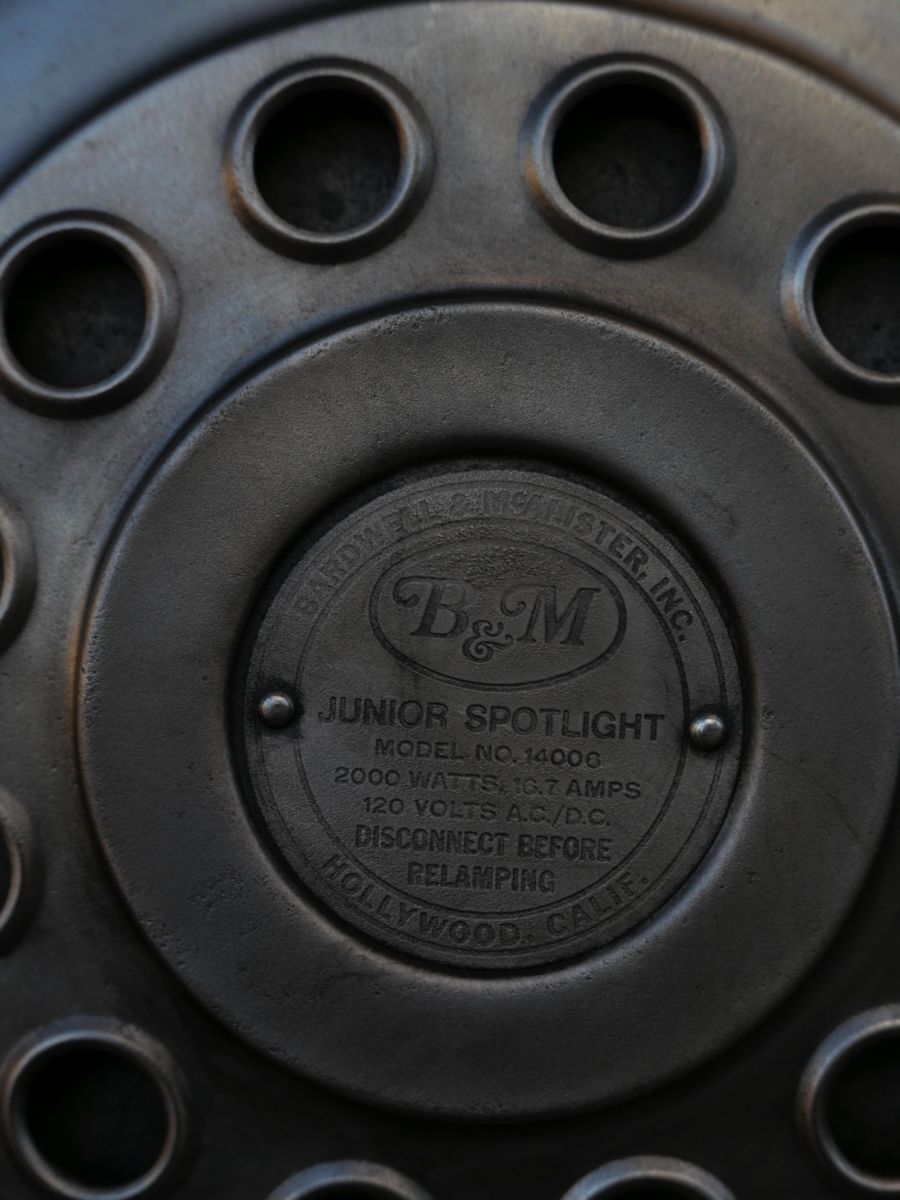 BARDWELL & McALISTER, INC.
B&M
JUNIOR SPOTLIGHT
MODEL NO. 14006
2000 WATTS, 16.7 AMPS
120 VOLTS A.C./D.C.
DISCONNECT BEFORE
RELAMPING
HOLLYWOOD, CALIF.